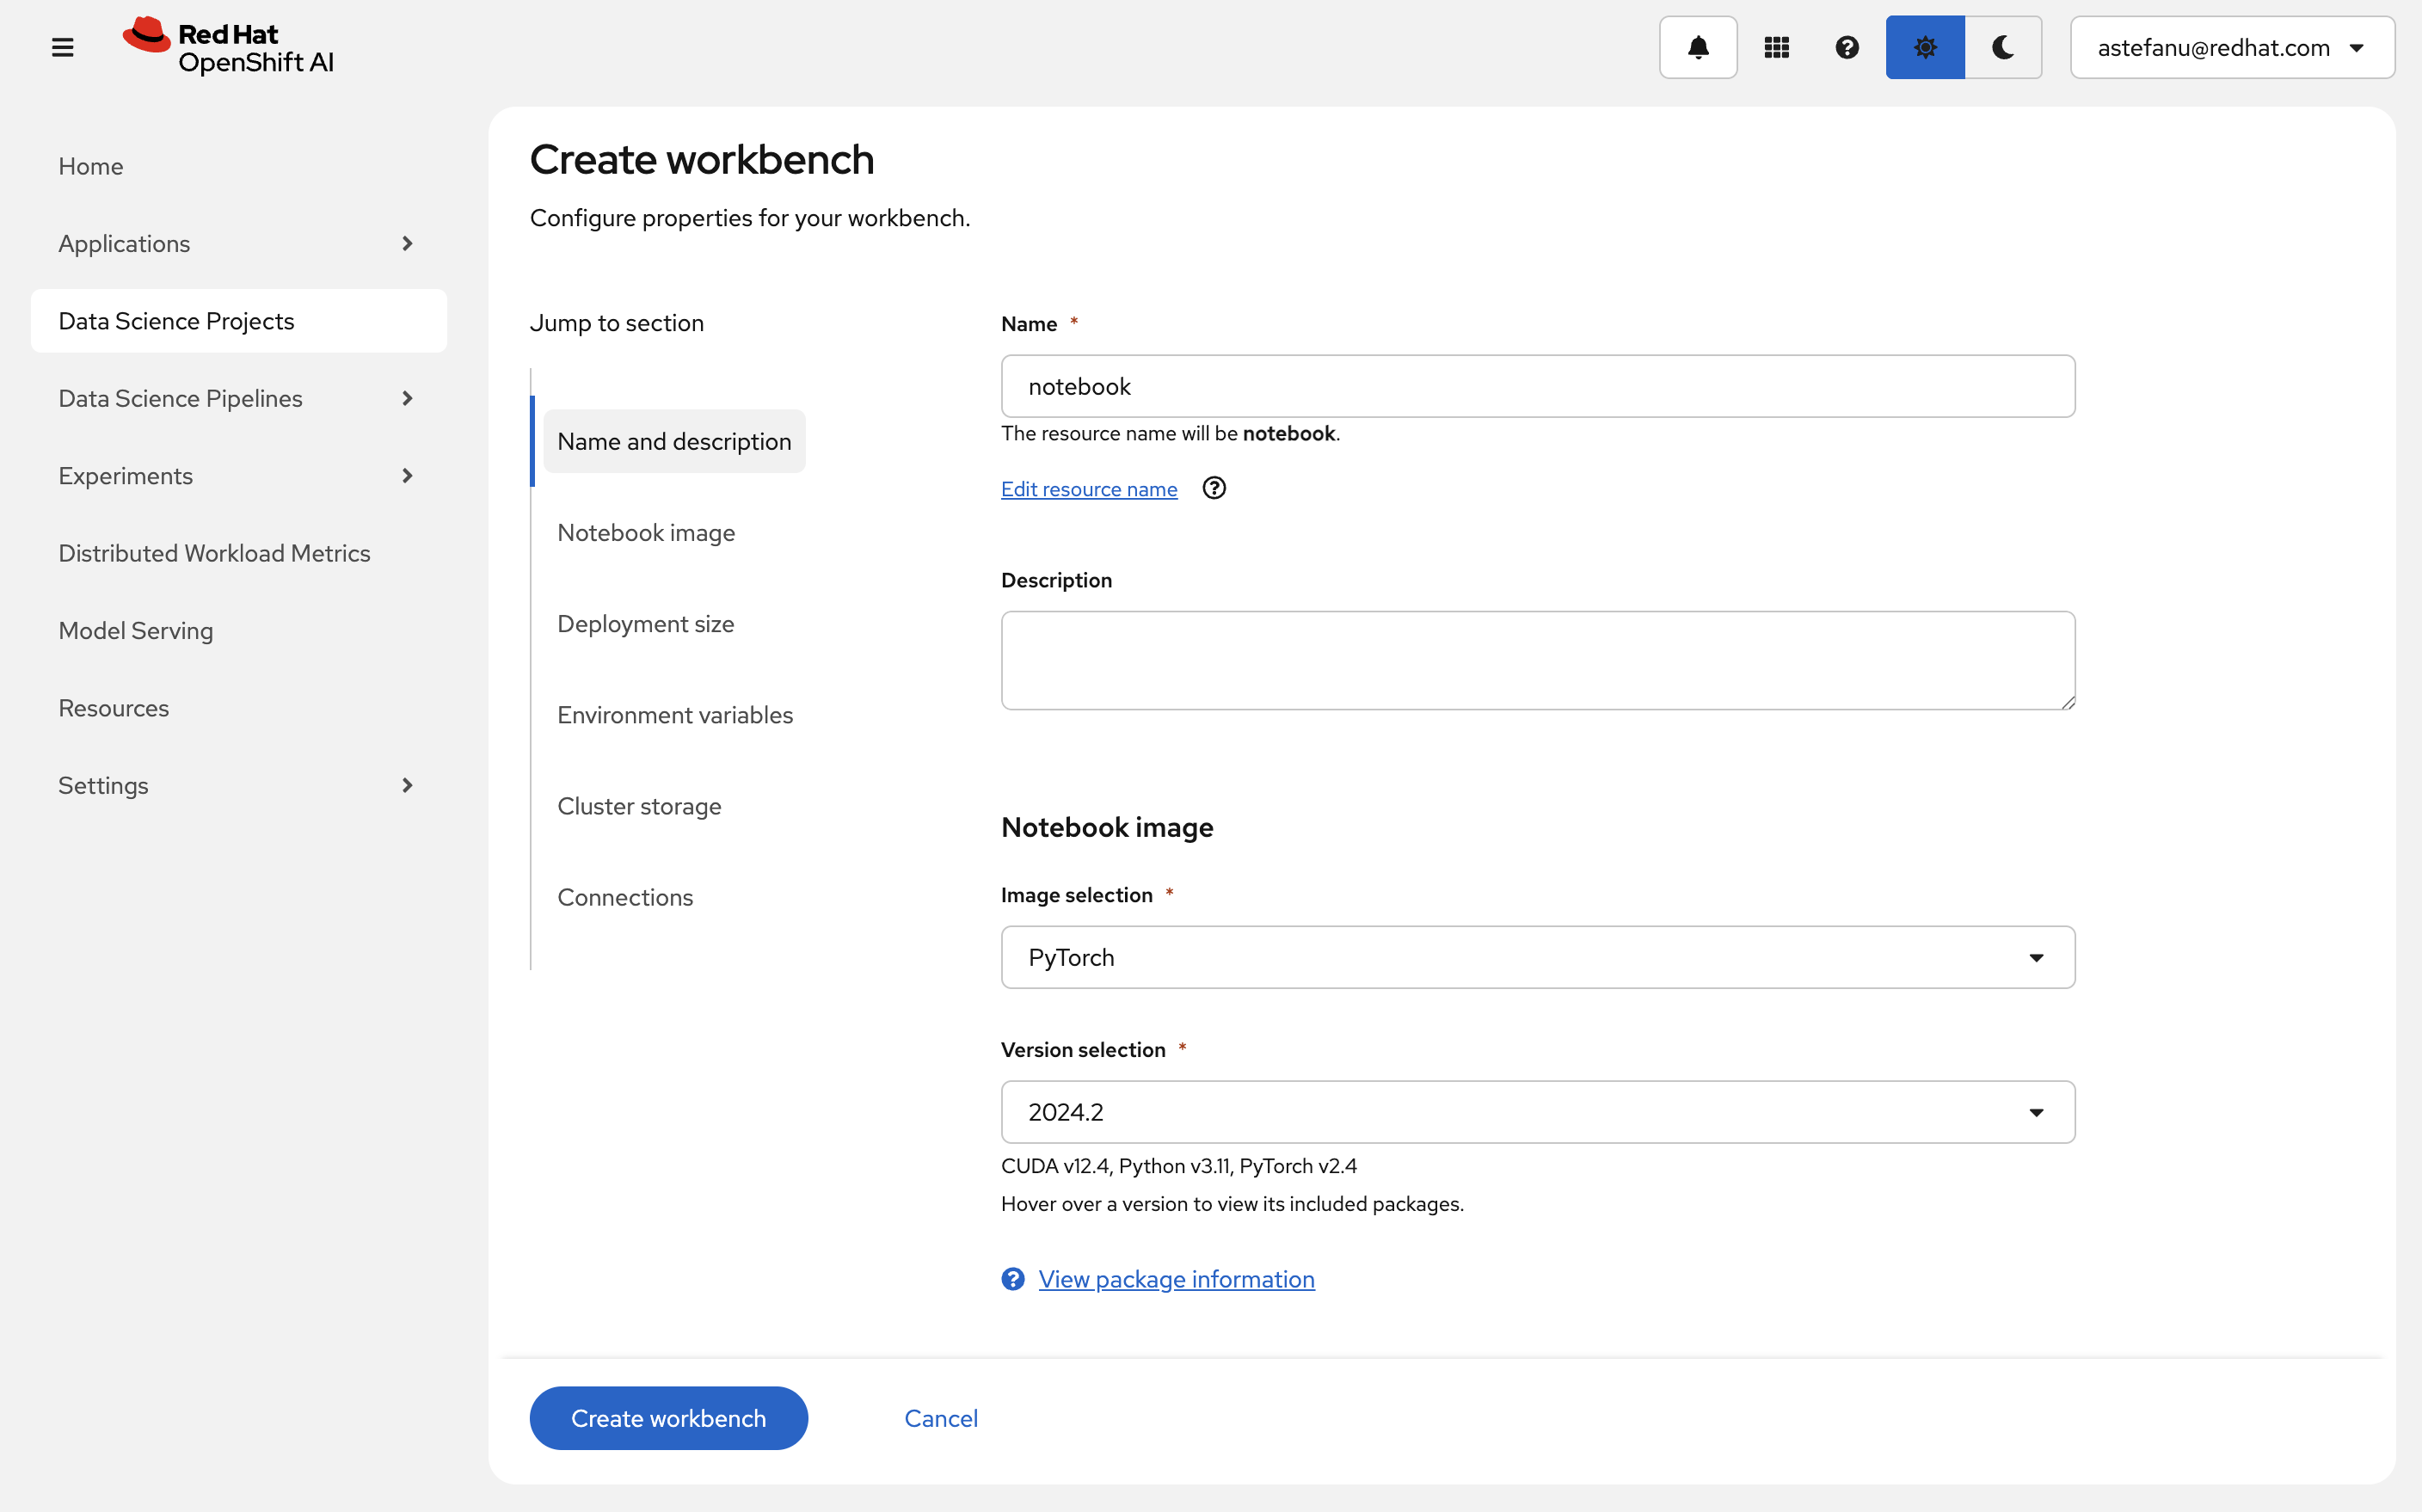 Red Hat
OpenShift AI
astefanu@redhat.com
Home
Applications
Data Science Projects
Data Science Pipelines
Experiments
Distributed Workload Metrics
Model Serving
Resources
Settings
Create workbench
Configure properties for your workbench.
Jump to section
Name and description
Notebook image
Deployment size
Environment variables
Cluster storage
Connections
Name *
notebook
The resource name will be notebook.
Edit resource name
Description
Notebook image
Image selection *
PyTorch
Version selection *
2024.2
CUDA v12.4, Python v3.11, PyTorch v2.4
Hover over a version to view its included packages.
View package information
Create workbench
Cancel